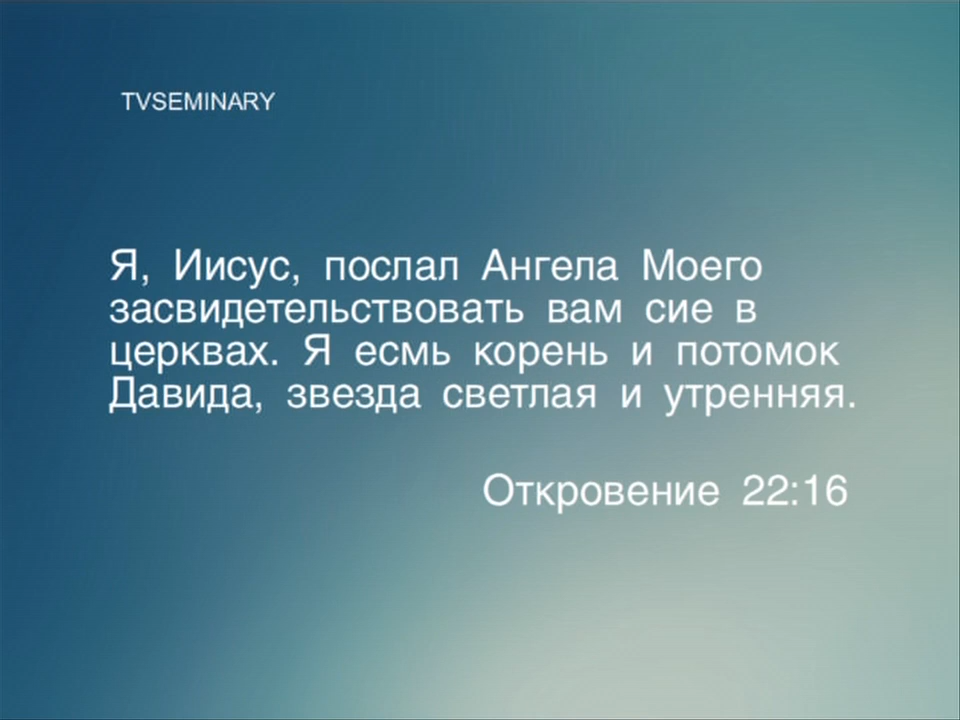 TVSEMINARY
Я, Иисус, послал Ангела Моего
засвидетельствовать вам сие в
церквах. Я есмь корень и потомок
Давида, звезда светлая и утренняя.
Откровение 22:16